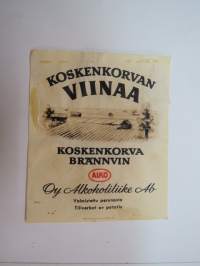 KOSKENKORVAN
VIINAA
KOSKENKORVA
BRÄNNVIN
ALKO
Oy Alkoholiliike Ab
Valmistettu perunasta
Tillverkat av potatis